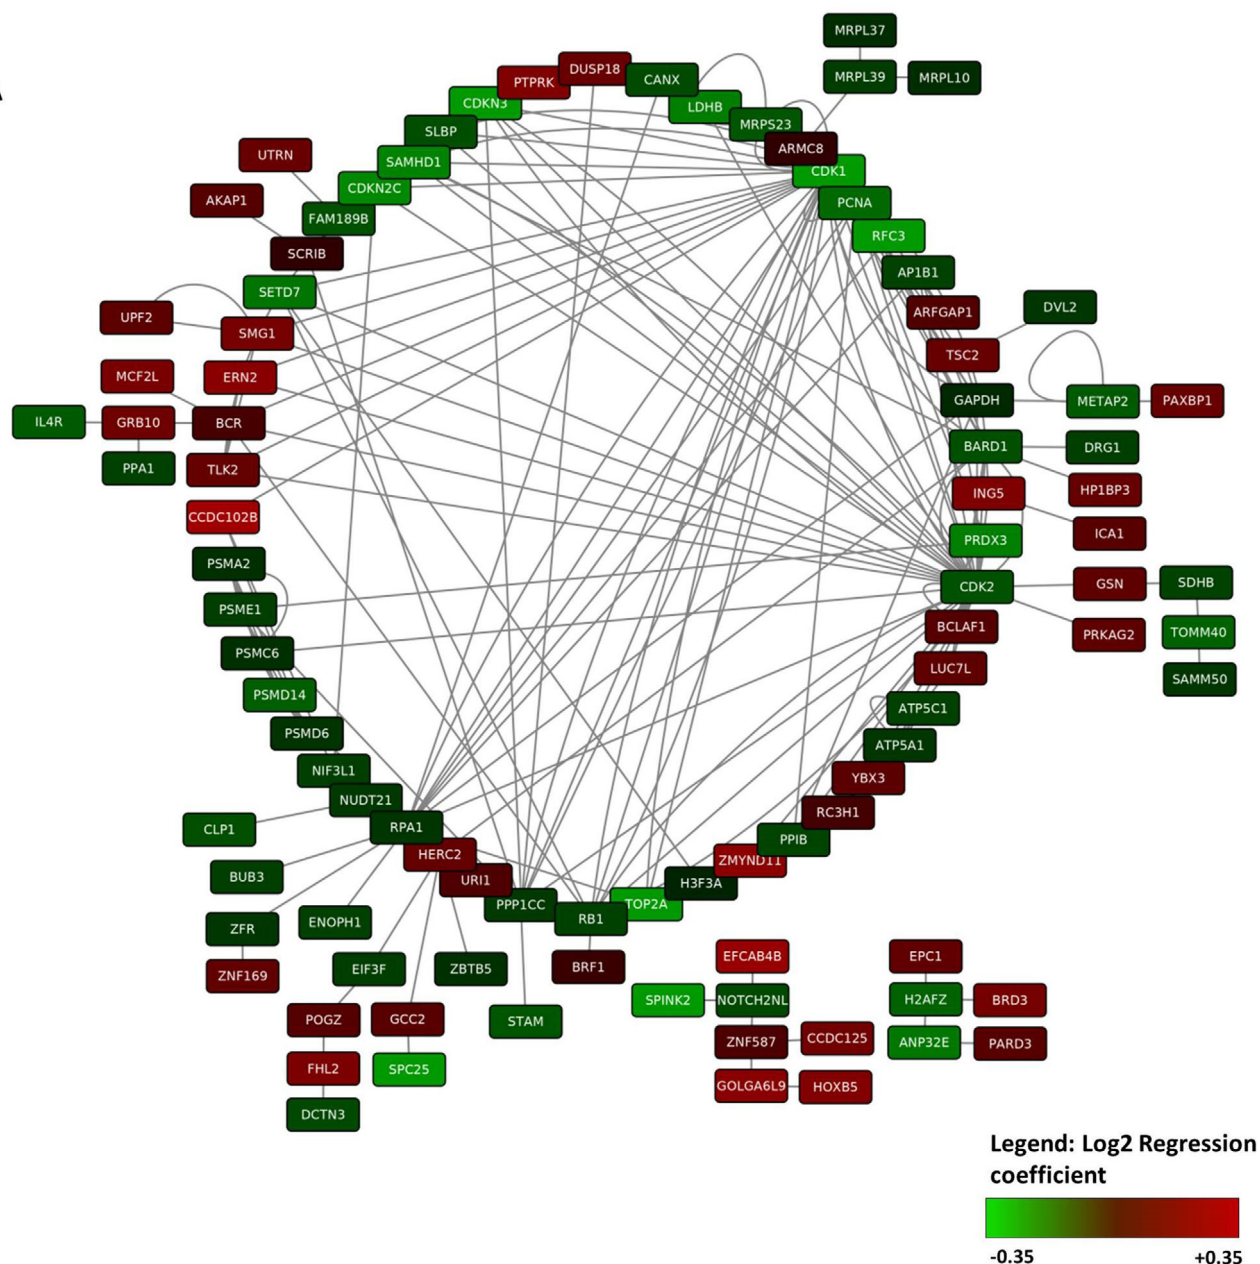 MRPL37
DUSP18
PTPRK
CANX
MRPL39
MRPL10
CDKN3
LDHB
SLBP
MRPS23
UTRN
SAMHD1
ARMC8
CDK1
AKAP1
CDKN2C
PCNA
FAM189B
RFC3
SCRIB
AP1B1
SETD7
DVL2
UPF2
ARFGAP1
SMG1
TSC2
MCF2L
ERN2
GAPDH
METAP2
PAXBP1
IL4R
GRB10
BCR
BARD1
DRG1
PPA1
TLK2
ING5
HP1BP3
CCDC102B
ICA1
PRDX3
PSMA2
CDK2
GSN
SDHB
PSME1
BCLAF1
PRKAG2
TOMM40
PSMC6
LUC7L
SAMM50
PSMD14
ATP5C1
PSMD6
ATP5A1
NIF3L1
YBX3
NUDT21
RC3H1
CLP1
RPA1
PPIB
HERC2
ZMYND11
BUB3
URI1
H3F3A
PPP1CC
TOP2A
ENOPH1
RB1
ZFR
EFCAB4B
EPC1
ZNF169
EIF3F
ZBTB5
BRF1
SPINK2
NOTCH2NL
H2AFZ
BRD3
POGZ
GCC2
STAM
ZNF587
CCDC125
ANP32E
PARD3
FHL2
SPC25
GOLGA6L9
HOXB5
DCTN3
Legend: Log2 Regression
coefficient
-0.35
+0.35